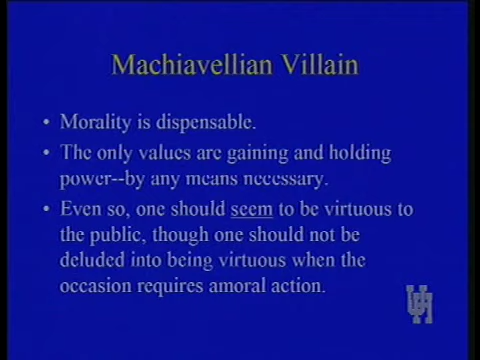 Machiavellian Villain
• Morality is dispensable.
• The only values are gaining and holding
power--by any means necessary.
• Even so, one should seem to be virtuous to
the public, though one should not be
deluded into being virtuous when the
occasion requires amoral action.
UH